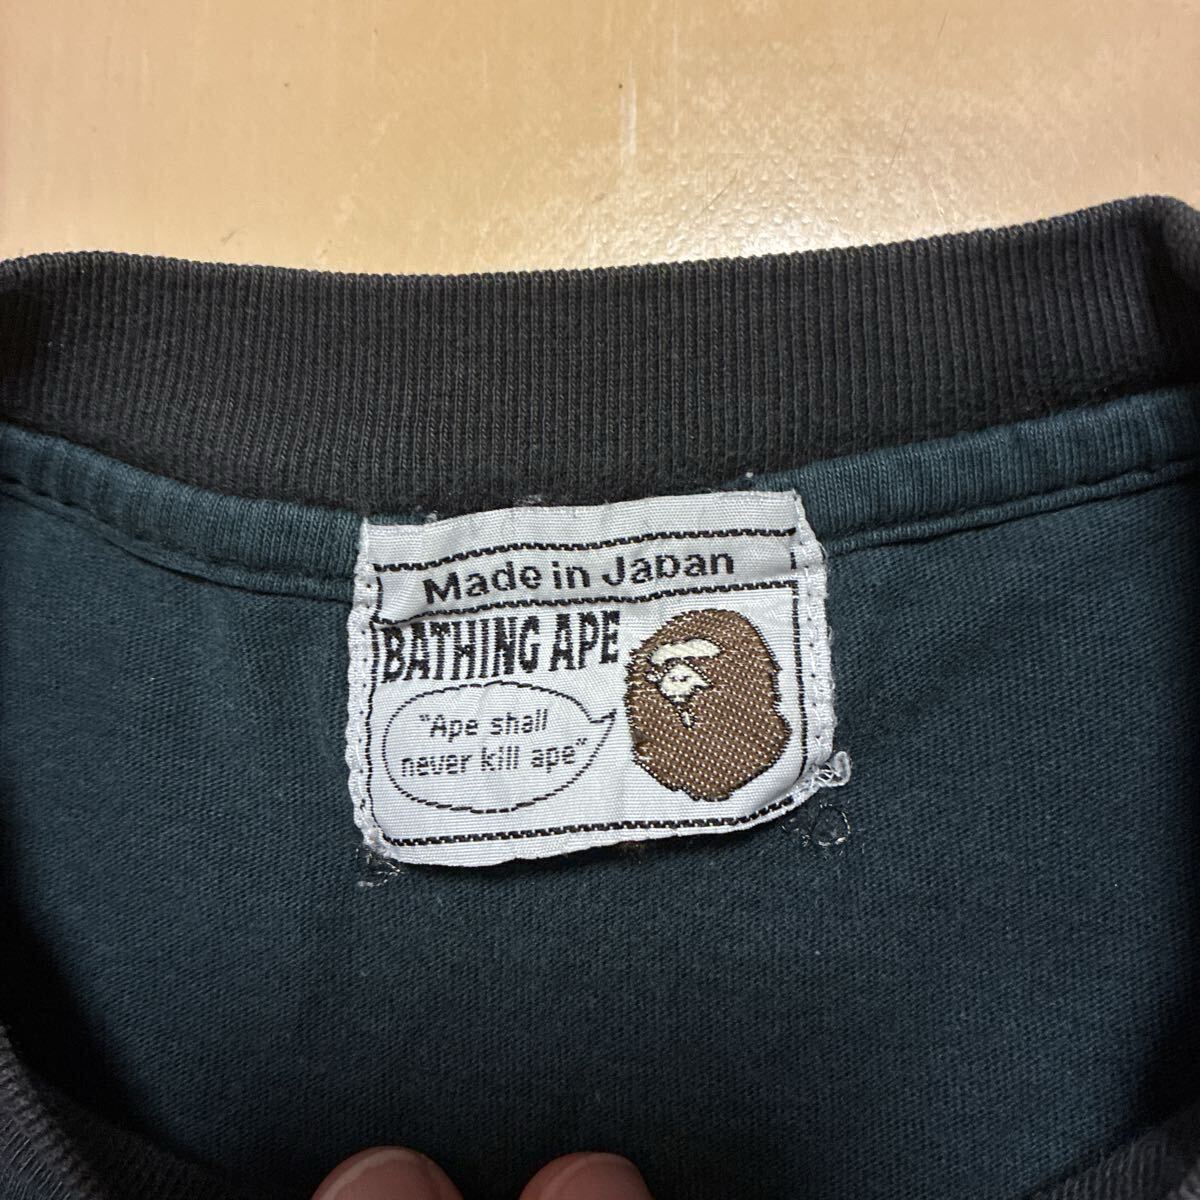 Made in Japan
BATHING APE
"Ape shall
never kill ape"